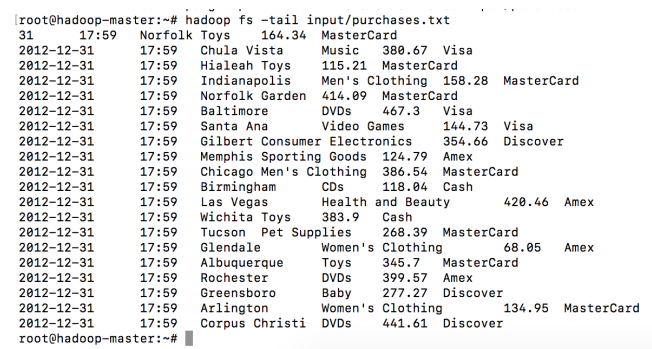 [root@hadoop-master:~# hadoop fs -tail input/purchases.txt
31 17:59 Norfolk Toys 164.34 MasterCard
2012-12-31 17:59 Chula Vista Music 380.67 Visa
2012-12-31 17:59 Hialeah Toys 115.21 MasterCard
2012-12-31 17:59 Indianapolis Men's Clothing 158.28 MasterCard
2012-12-31 17:59 Norfolk Garden 414.09 MasterCard
2012-12-31 17:59 Baltimore DVDs 467.3 Visa
2012-12-31 17:59 Santa Ana Video Games 144.73 Visa
2012-12-31 17:59 Gilbert Consumer Electronics 354.66 Discover
2012-12-31 17:59 Memphis Sporting Goods 124.79 Amex
2012-12-31 17:59 Chicago Men's Clothing 386.54 MasterCard
2012-12-31 17:59 Birmingham CDs 118.04 Cash
2012-12-31 17:59 Las Vegas Health and Beauty 420.46 Amex
2012-12-31 17:59 Wichita Toys 383.9 Cash
2012-12-31 17:59 Tucson Pet Supplies 268.39 MasterCard
2012-12-31 17:59 Glendale Women's Clothing 68.05 Amex
2012-12-31 17:59 Albuquerque Toys 345.7 MasterCard
2012-12-31 17:59 Rochester DVDs 399.57 Amex
2012-12-31 17:59 Greensboro Baby 277.27 Discover
2012-12-31 17:59 Arlington Women's Clothing 134.95 MasterCard
2012-12-31 17:59 Corpus Christi DVDs 441.61 Discover
root@hadoop-master:~#